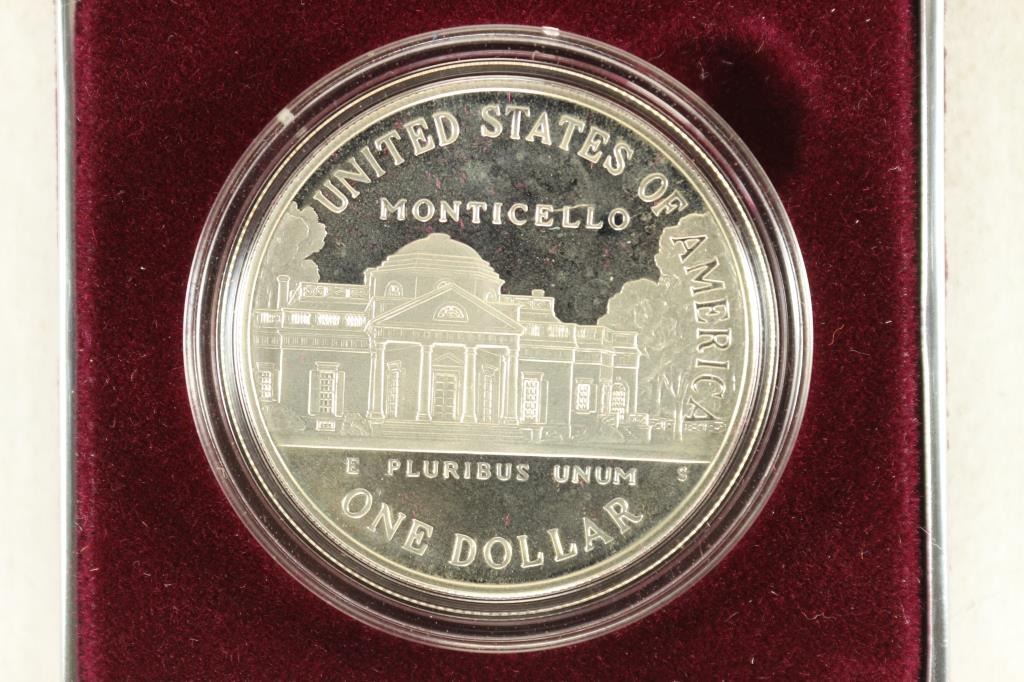 UNITED STATES OF AMERICA
MONTICELLO
E PLURIBUS UNUM S
ONE DOLLAR